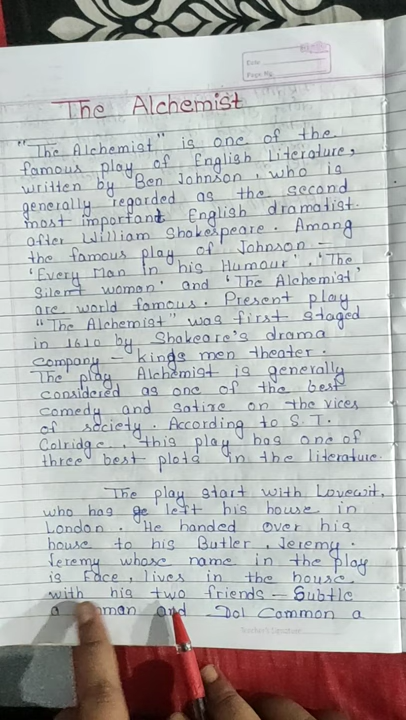 Date
Page No.
The Alchemist
"The Alchemist" is one of the
famous play of English Literature,
written by Ben Johnson, who is
generally regarded as the second
most important English dramatist.
after William Shakespeare. Among
the famous play of Johnson –
'Every Man in his Humour', 'The
Silent woman' and 'The Alchemist'
are world famous. Present play
"The Alchemist" was first staged
in 1610 by Shakeare's drama
company – kings men theater.
The play Alchemist is generally
considered as one of the best
comedy and satire on the vices
of society. According to S.T.
Colridge, this play has one of
three best plots in the literature.
The play start with Lovewit,
who has ge left his house in
London. He handed over his
house to his Butler, Jeremy.
Jeremy whose name in the play
is Face, lives in the house
with his two friends – Subtle
a man and Dol Common a
Teacher's Signature